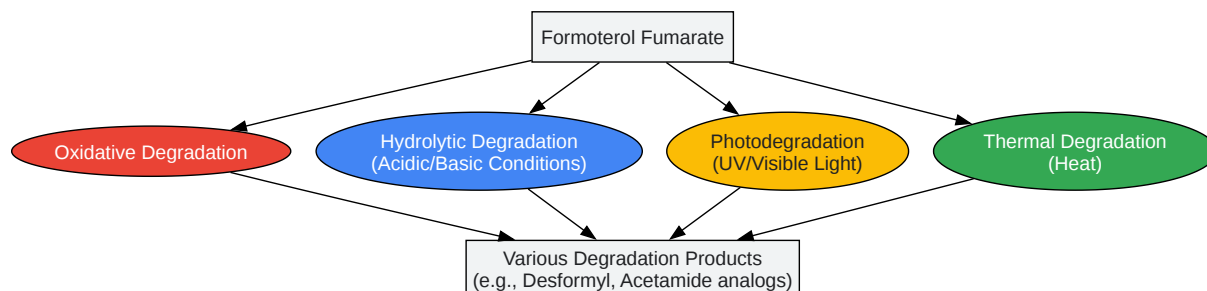 Formoterol Fumarate
Oxidative Degradation
Hydrolytic Degradation
(Acidic/Basic Conditions)
Photodegradation
(UV/Visible Light)
Thermal Degradation
(Heat)
Various Degradation Products
(e.g., Desformyl, Acetamide analogs)